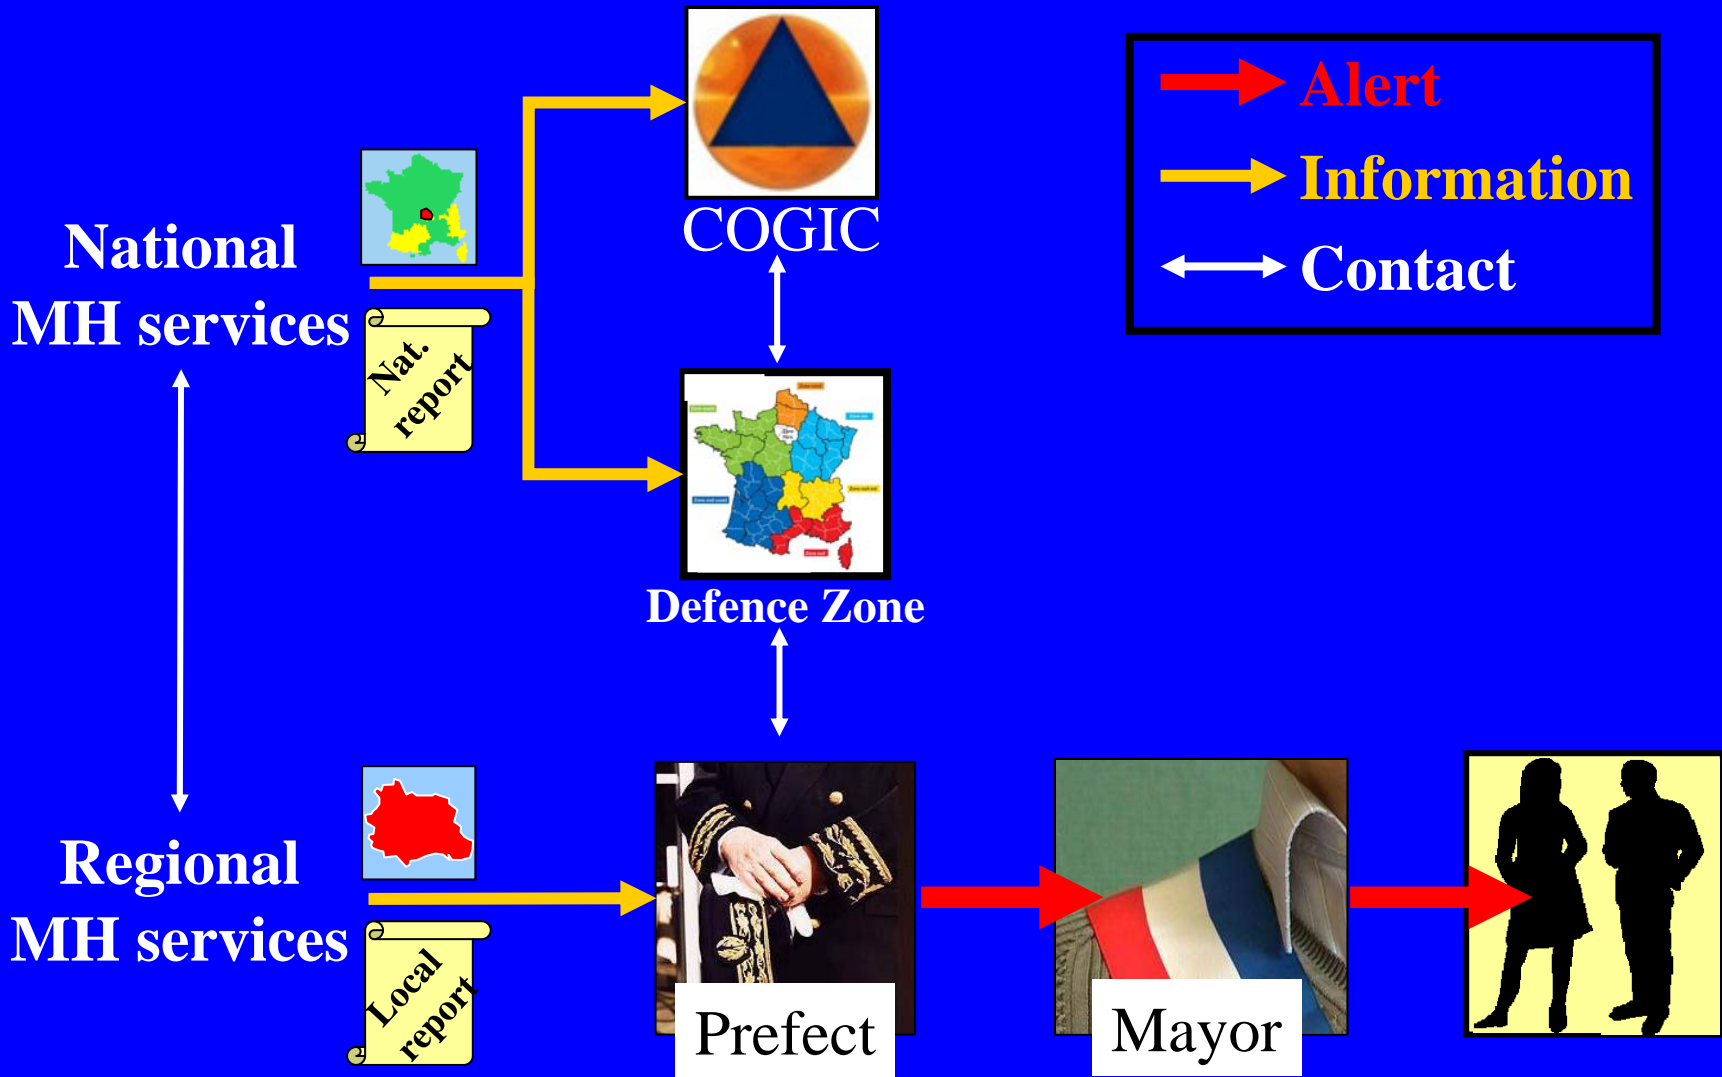 Alert
Information
Contact
COGIC
National
MH services
Nat.
report
Defence Zone
Regional
MH services
Local
report
Prefect
Mayor